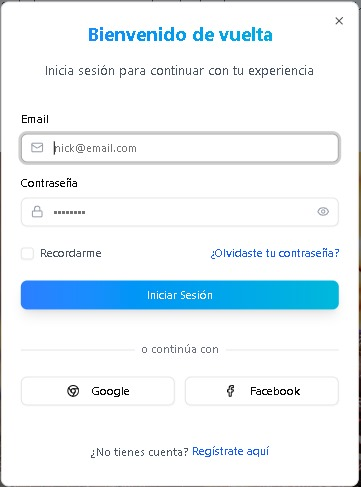 Bienvenido de vuelta
Inicia sesión para continuar con tu experiencia
Email
nick@email.com
Contraseña
••••••••
Recordarme
¿Olvidaste tu contraseña?
Iniciar Sesión
o continúa con
Google
Facebook
¿No tienes cuenta? Regístrate aquí